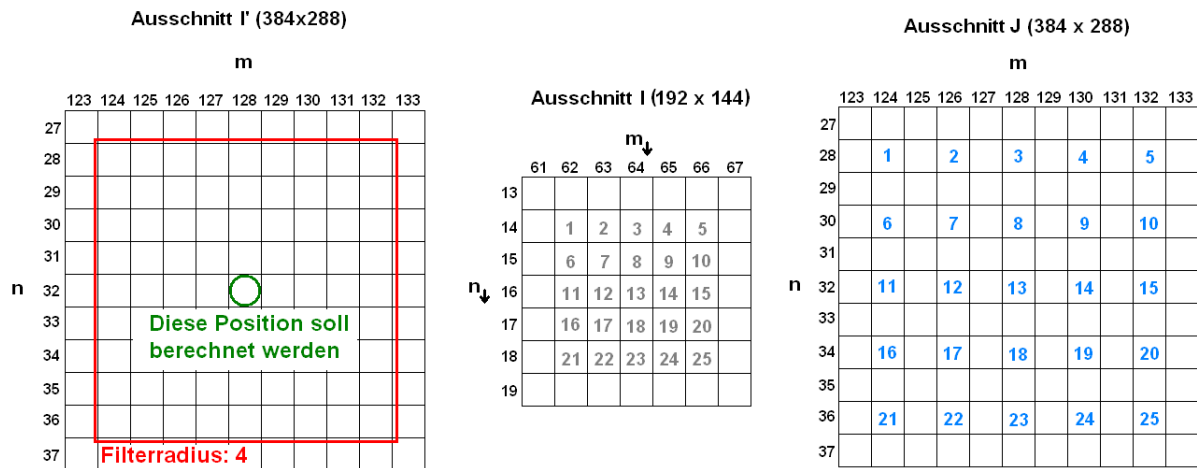 Ausschnitt I' (384x288)
m
123 124 125 126 127 128 129 130 131 132 133
27
28
29
30
31
n 32
33
34
35
36
37
Diese Position soll
berechnet werden
Filterradius: 4
Ausschnitt I (192 x 144)
m↓
61 62 63 64 65 66 67
13
14 1 2 3 4 5
15 6 7 8 9 10
n↓ 16 11 12 13 14 15
17 16 17 18 19 20
18 21 22 23 24 25
19
Ausschnitt J (384 x 288)
m
123 124 125 126 127 128 129 130 131 132 133
27
28 1 2 3 4 5
29
30 6 7 8 9 10
31
n 32 11 12 13 14 15
33
34 16 17 18 19 20
35
36 21 22 23 24 25
37